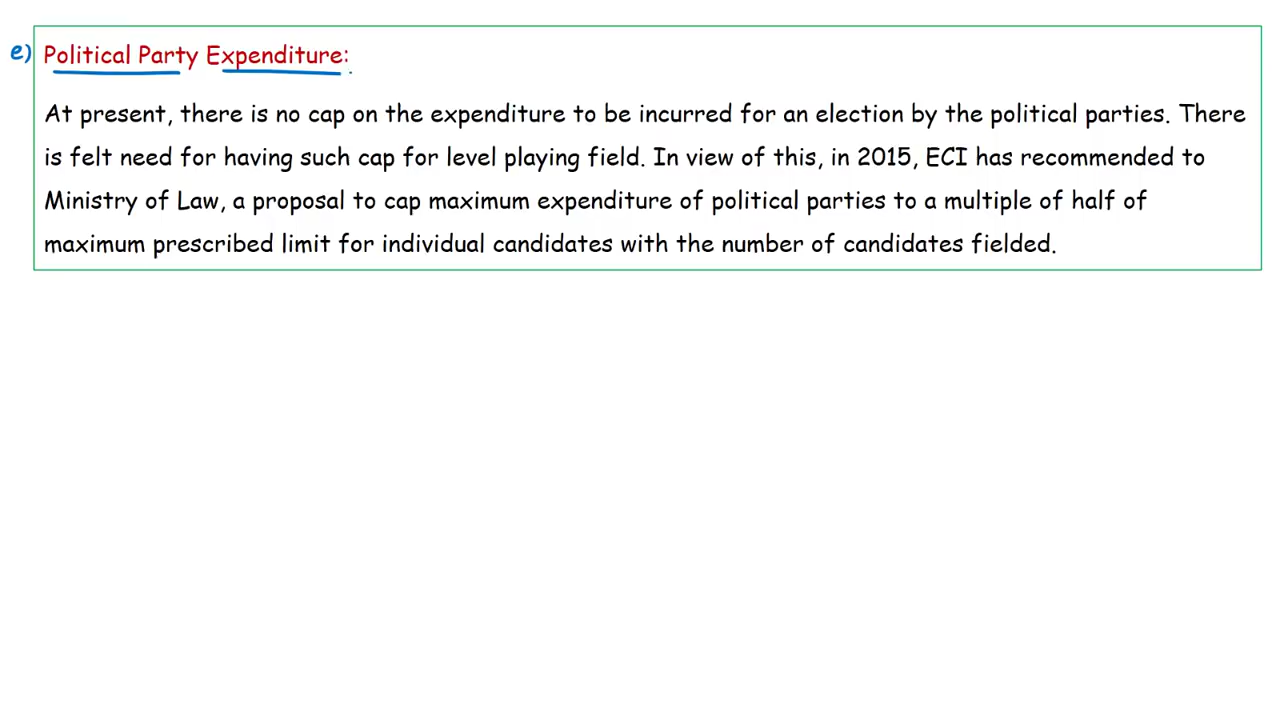 e) Political Party Expenditure:
At present, there is no cap on the expenditure to be incurred for an election by the political parties. There
is felt need for having such cap for level playing field. In view of this, in 2015, ECI has recommended to
Ministry of Law, a proposal to cap maximum expenditure of political parties to a multiple of half of
maximum prescribed limit for individual candidates with the number of candidates fielded.